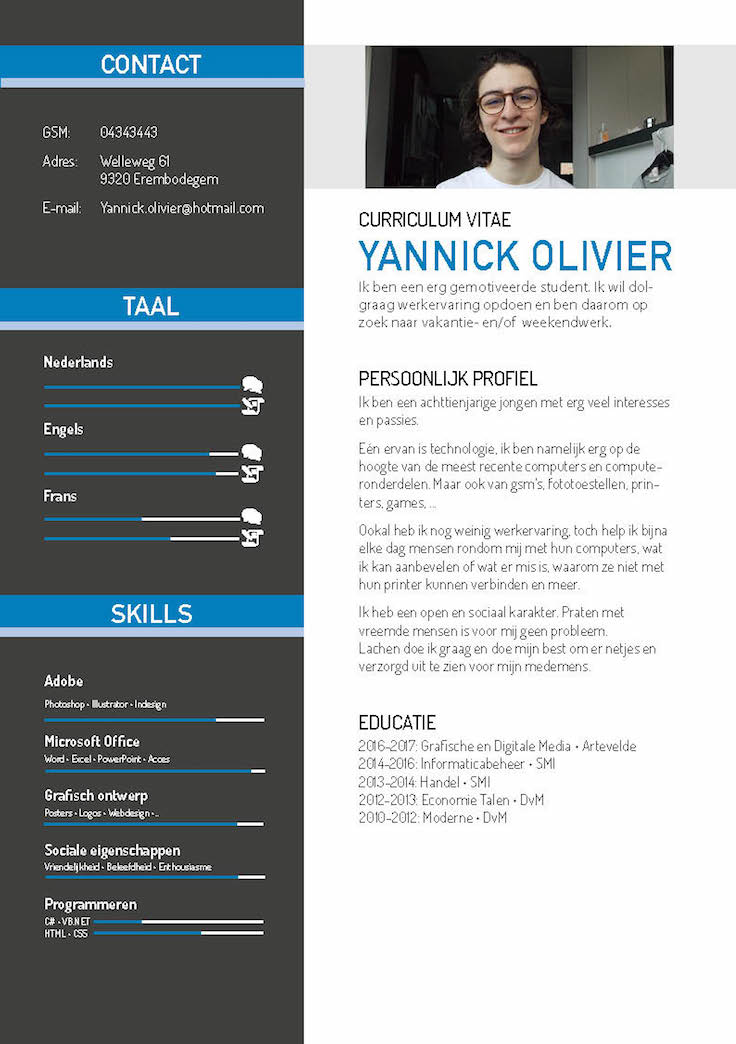 CONTACT
GSM: 04343443
Adres: Welleweg 61
9320 Erembodegem
E-mail: Yannick.olivier@hotmail.com
TAAL
Nederlands
Engels
Frans
SKILLS
Adobe
Photoshop • Illustrator • Indesign
Microsoft Office
Word • Excel • PowerPoint • Acces
Grafisch ontwerp
Posters • Logos • Webdesign •..
Sociale eigenschappen
Vriendelijkheid • Beleefdheid • Enthousiasme
Programmeren
C# • VB.NET
HTML • CSS
CURRICULUM VITAE
YANNICK OLIVIER
Ik ben een erg gemotiveerde student. Ik wil dol-
graag werkervaring opdoen en ben daarom op
zoek naar vakantie- en/of weekendwerk.
PERSOONLIJK PROFIEL
Ik ben een achttienjarige jongen met erg veel interesses
en passies.
Eén ervan is technologie, ik ben namelijk erg op de
hoogte van de meest recente computers en compute-
ronderdelen. Maar ook van gsm's, fototoestellen, prin-
ters, games, ...
Ookal heb ik nog weinig werkervaring, toch help ik bijna
elke dag mensen rondom mij met hun computers, wat
ik kan aanbevelen of wat er mis is, waarom ze niet met
hun printer kunnen verbinden en meer.
Ik heb een open en sociaal karakter. Praten met
vreemde mensen is voor mij geen probleem.
Lachen doe ik graag en doe mijn best om er netjes en
verzorgd uit te zien voor mijn medemens.
EDUCATIE
2016-2017: Grafische en Digitale Media • Artevelde
2014-2016: Informaticabeheer • SMI
2013-2014: Handel • SMI
2012-2013: Economie Talen • DvM
2010-2012: Moderne • DvM